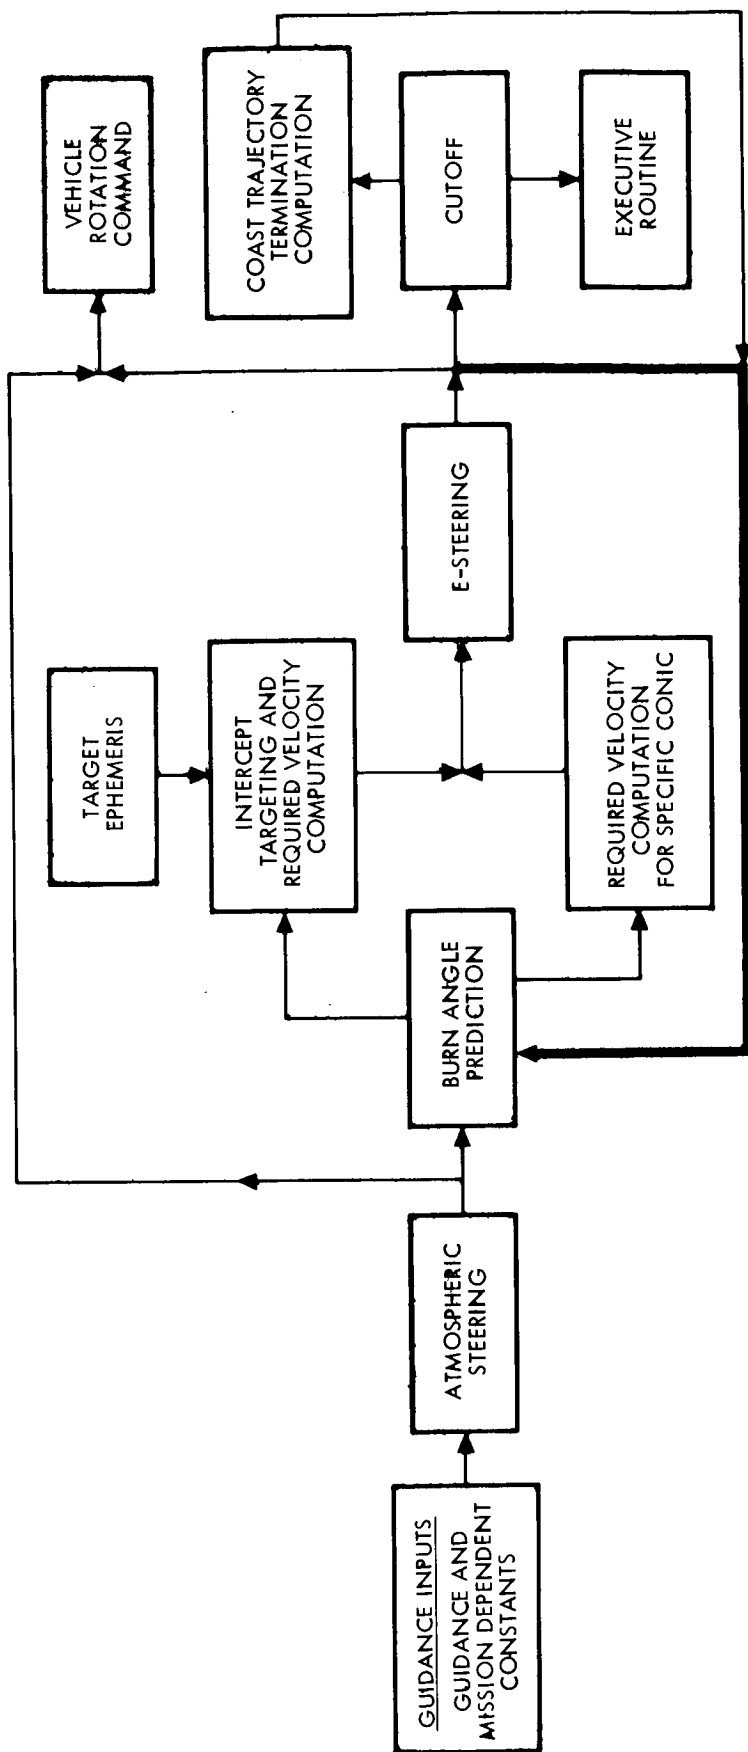 GUIDANCE INPUTS
GUIDANCE AND
MISSION DEPENDENT
CONSTANTS
ATMOSPHERIC
STEERING
BURN ANGLE
PREDICTION
TARGET
EPHEMERIS
INTERCEPT
TARGETING AND
REQUIRED VELOCITY
COMPUTATION
REQUIRED VELOCITY
COMPUTATION
FOR SPECIFIC CONIC
E-STEERING
VEHICLE
ROTATION
COMMAND
COAST TRAJECTORY
TERMINATION
COMPUTATION
CUTOFF
EXECUTIVE
ROUTINE